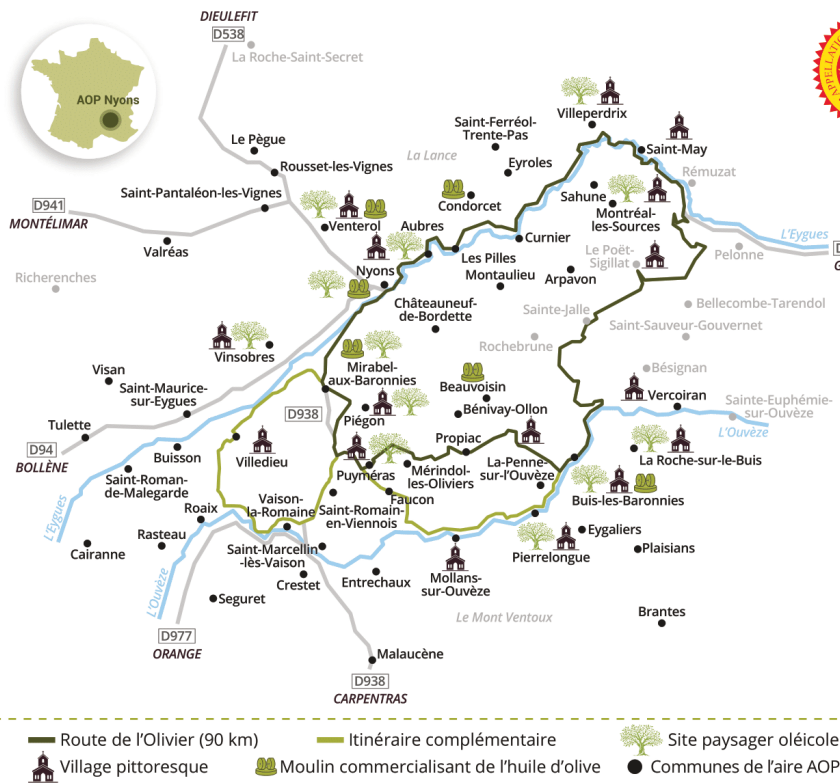 DIEULEFIT
D538
La Roche-Saint-Secret
AOP Nyons
APPELLATION
Villeperdrix
Saint-Ferréol-
Trente-Pas
Saint-May
Le Pègue
La Lance
Eyroles
Rousset-les-Vignes
Rémuzat
Saint-Pantaléon-les-Vignes
Sahune
Condorcet
Montréal-
les-Sources
D941
MONTÉLIMAR
Venterol
Aubres
L'Eygues
Valréas
Curnier
Les Pilles
Le Poët-
Sigillat
Pelonne
D
G
Nyons
Montaulieu
Arpavon
Richerenches
Châteauneuf-
de-Bordette
Sainte-Jalle
Bellecombe-Tarendol
Saint-Sauveur-Gouvernet
Rochebrune
Vinsobres
Mirabel-
aux-Baronnies
Bésignan
Visan
Beauvoisin
Saint-Maurice-
sur-Eygues
Vercoiran
Sainte-Euphémie-
sur-Ouvèze
D938
Piégon
Bénivay-Ollon
Tulette
L'Ouvèze
D94
BOLLÈNE
Villedieu
Propiac
Buisson
Puyméras
Mérindol-
les-Oliviers
La-Penne-
sur-l'Ouvèze
La Roche-sur-le-Buis
Saint-Roman-
de-Malegarde
Faucon
Buis-les-Baronnies
Vaison-
la-Romaine
Saint-Romain-
en-Viennois
L'Eygues
Roaix
Rasteau
Eygaliers
Cairanne
Saint-Marcellin
-lès-Vaison
Pierrelongue
Plaisians
Crestet
Entrechaux
Mollans-
sur-Ouvèze
L'Ouvèze
Seguret
Le Mont Ventoux
Brantes
D977
ORANGE
Malaucène
D938
CARPENTRAS
Route de l'Olivier (90 km)
Itinéraire complémentaire
Site paysager oléicole
Village pittoresque
Moulin commercialisant de l'huile d'olive
Communes de l'aire AOP